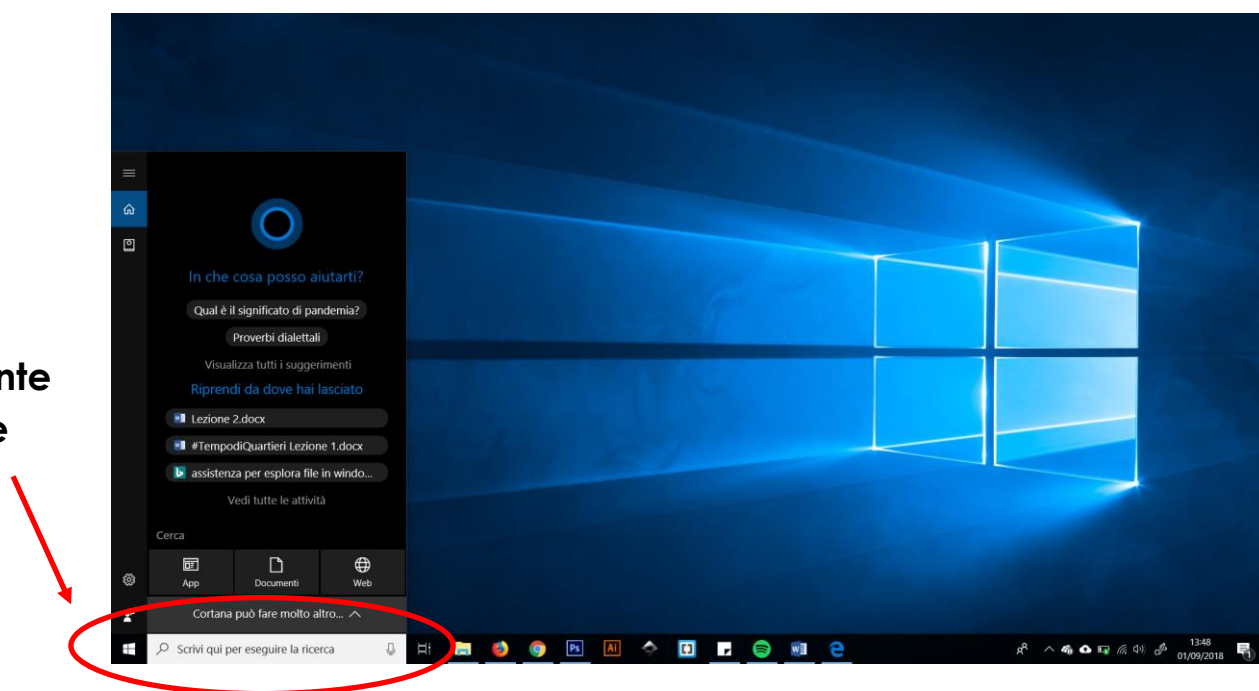 In che cosa posso aiutarti?
Qual è il significato di pandemia?
Proverbi dialettali
Visualizza tutti i suggerimenti
Riprendi da dove hai lasciato
Lezione 2.docx
#TempodiQuartieri Lezione 1.docx
assistenza per esplora file in windo...
Vedi tutte le attività
Cerca
App Documenti Web
Cortana può fare molto altro...
Scrivi qui per eseguire la ricerca
Ps Ai
13:48
01/09/2018
1
nte
e